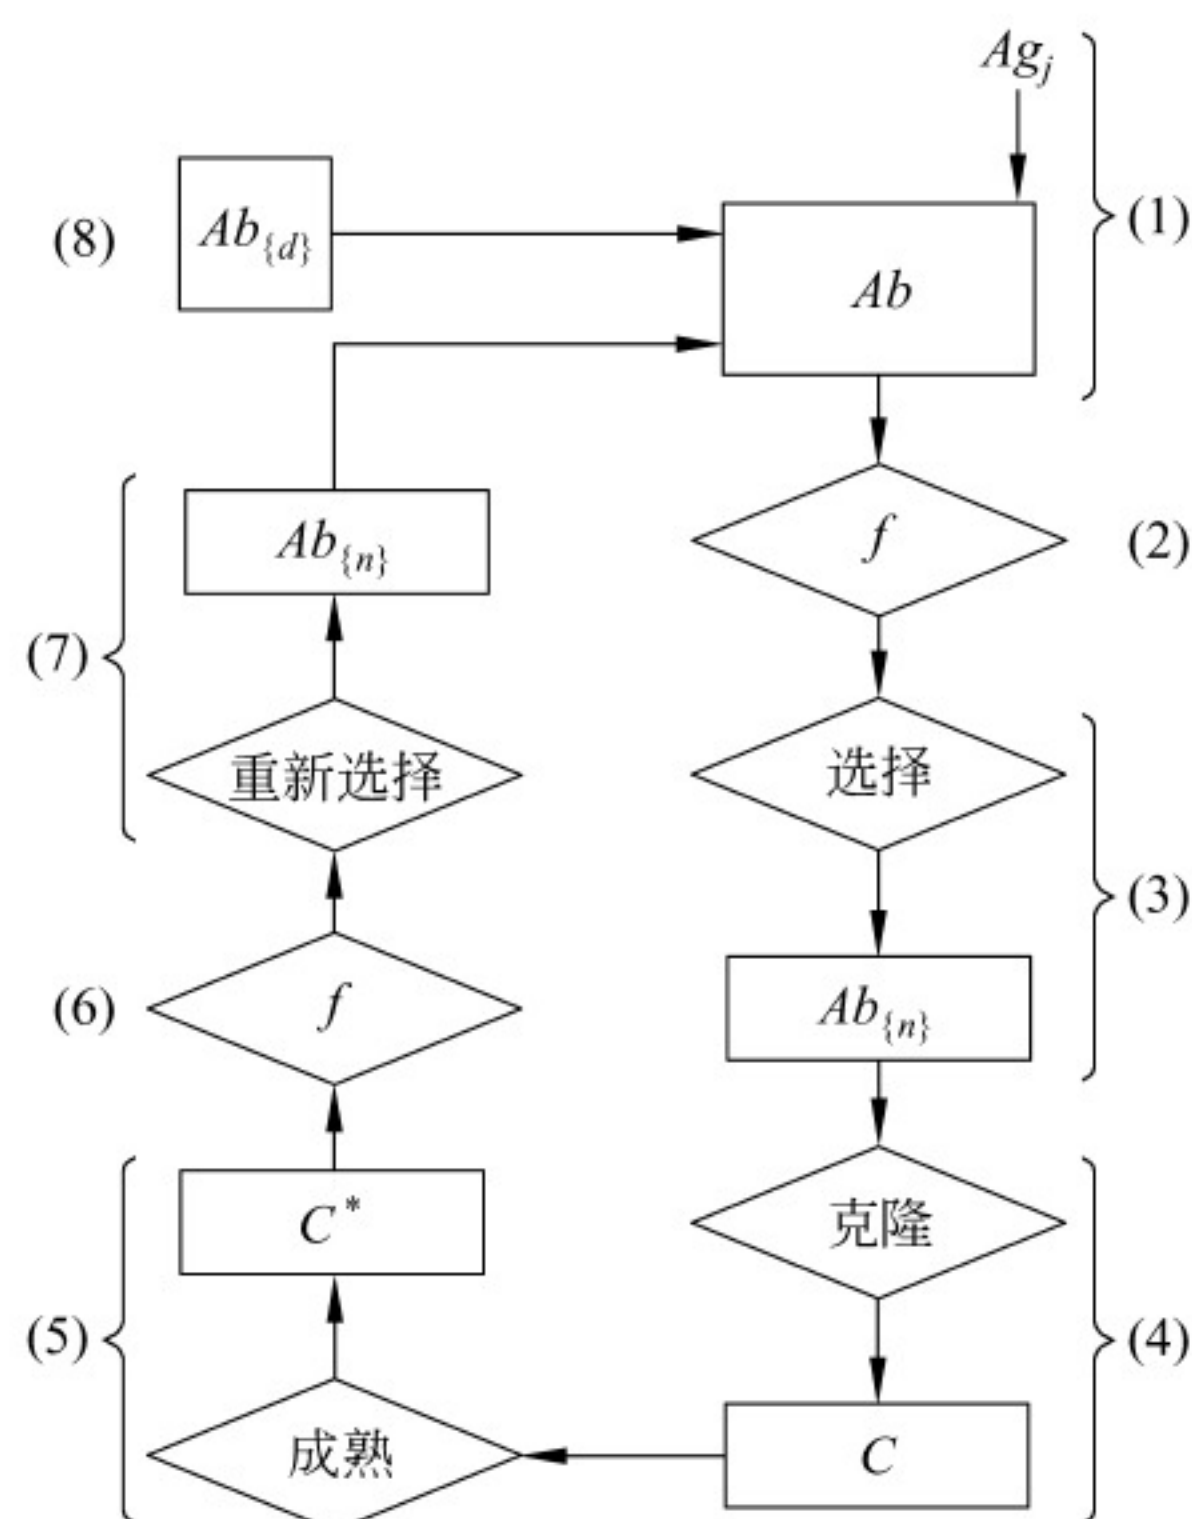 Ag_j
(1)
(8)
Ab_{d}
Ab
Ab_{n}
f
(2)
(7)
重新选择
选择
(3)
(6)
f
Ab_{n}
C*
克隆
(5)
(4)
成熟
C